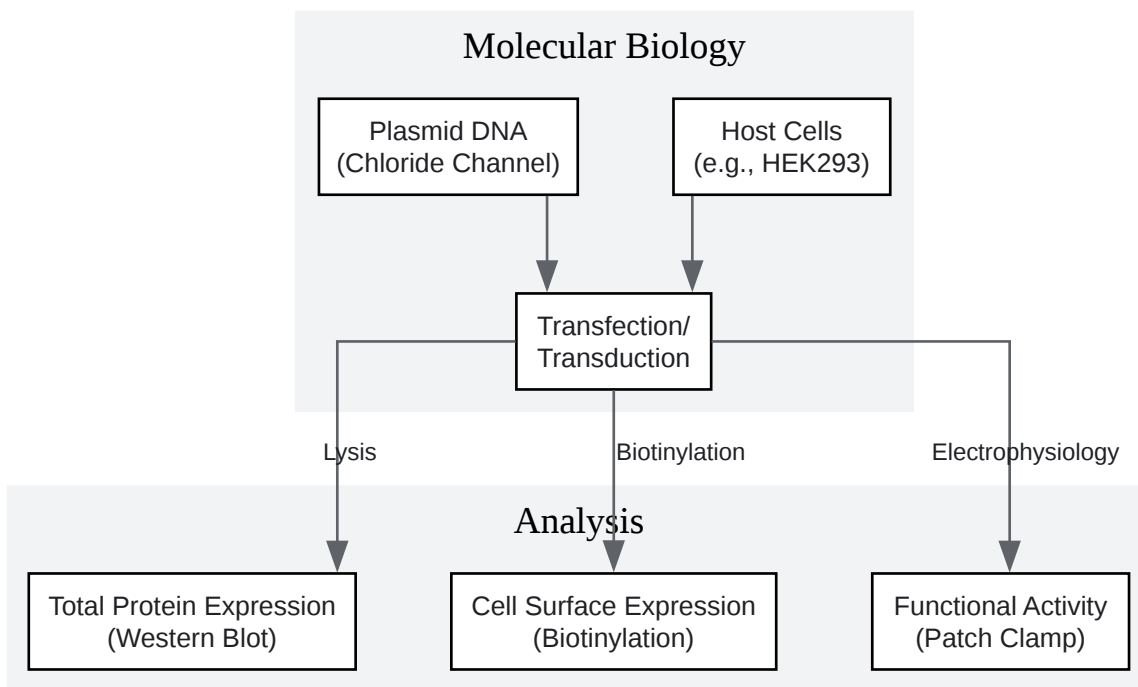 Molecular Biology
Plasmid DNA
(Chloride Channel)
Host Cells
(e.g., HEK293)
Transfection/
Transduction
Lysis
Biotinylation
Electrophysiology
Analysis
Total Protein Expression
(Western Blot)
Cell Surface Expression
(Biotinylation)
Functional Activity
(Patch Clamp)